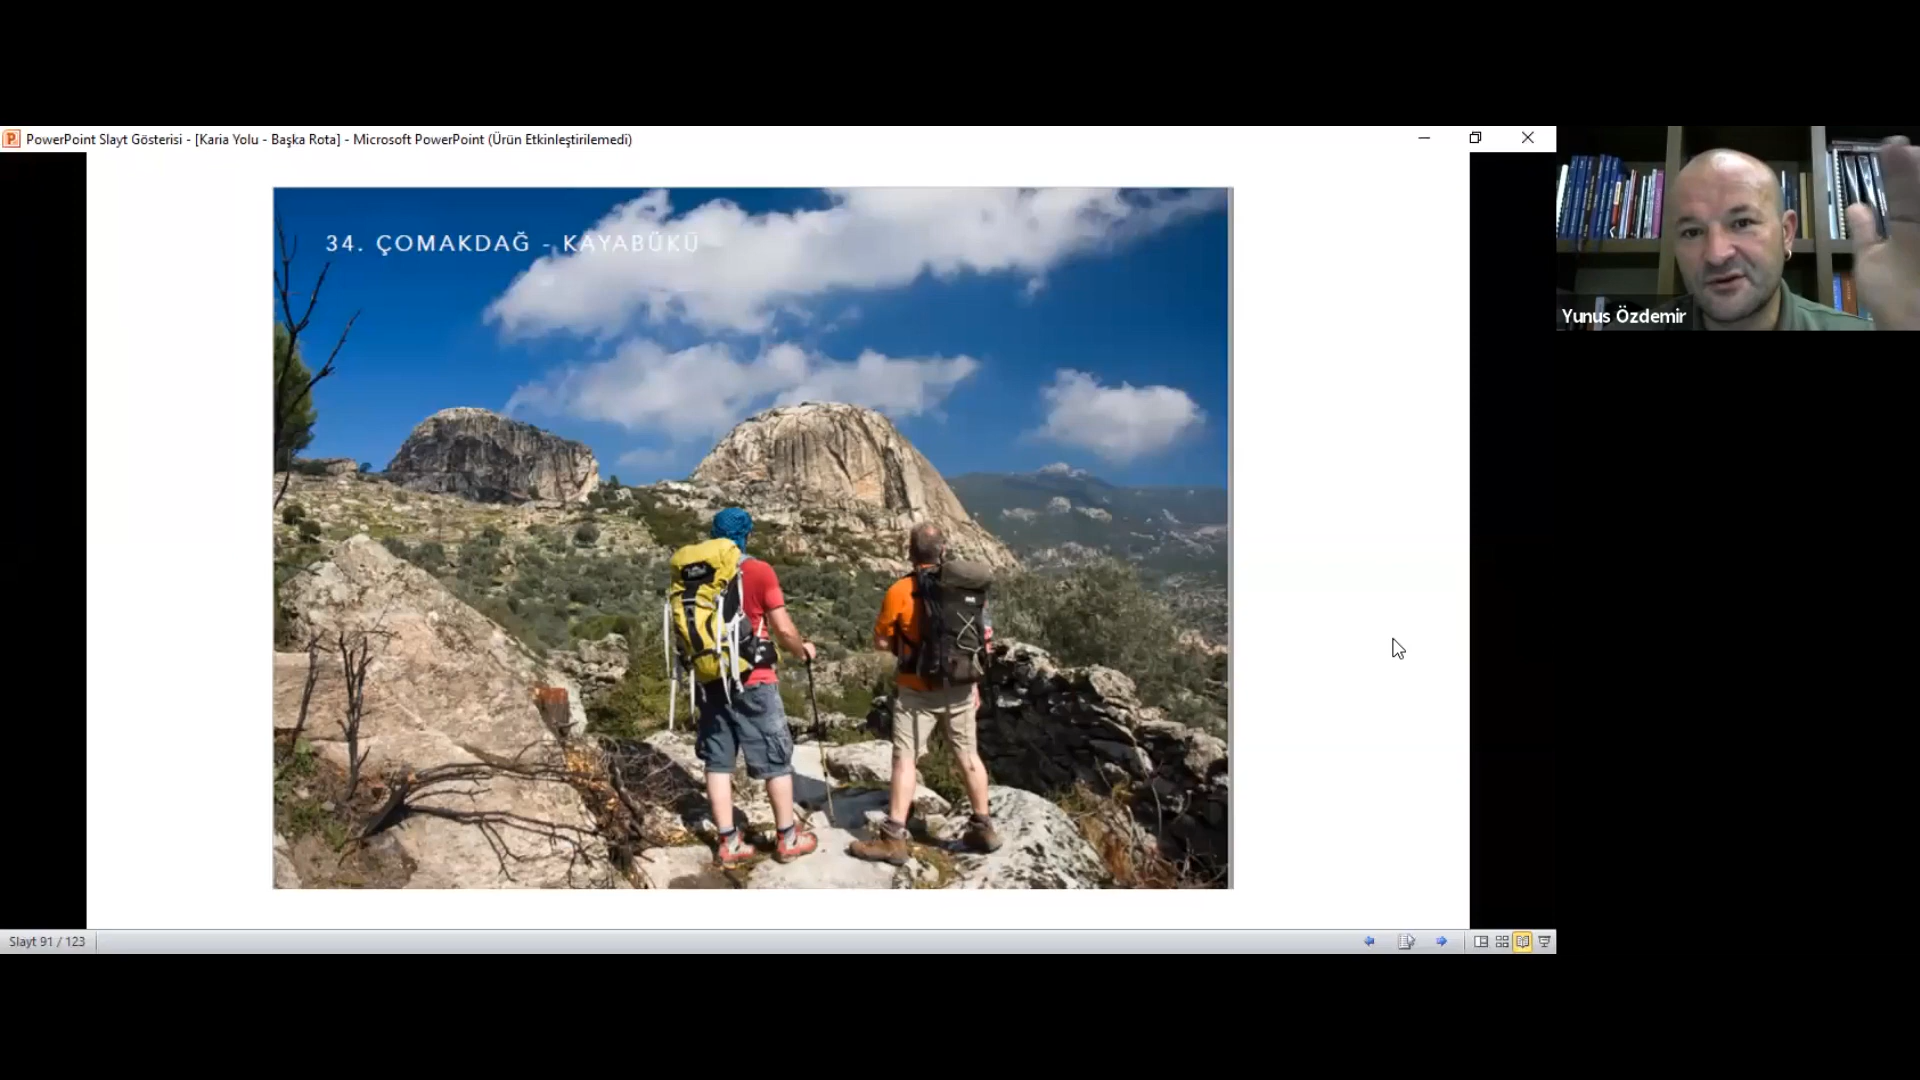 PowerPoint Slayt Gösterisi - [Karia Yolu - Başka Rota] - Microsoft PowerPoint (Ürün Etkinleştirilemedi)
34. ÇOMAKDAĞ - KAYABÜKÜ
Yunus Özdemir
Slayt 91 / 123